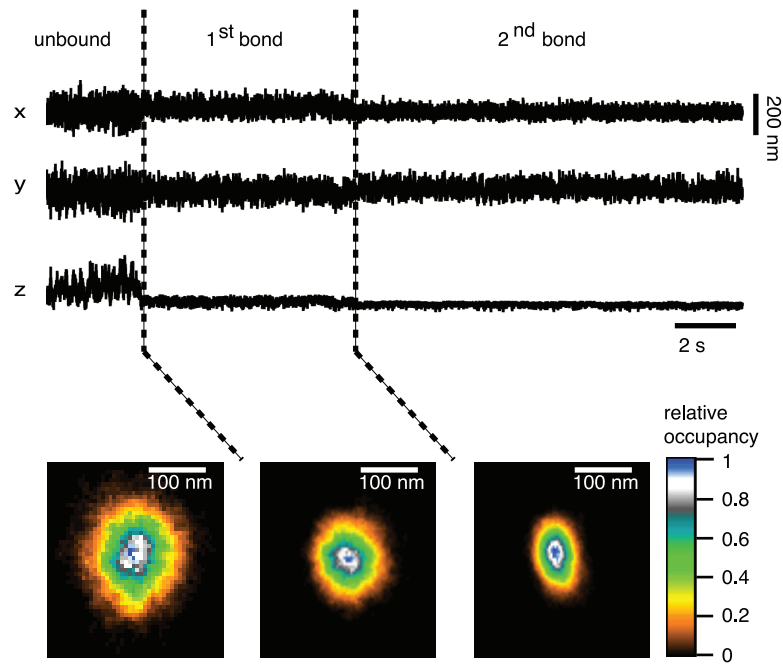 unbound
1st bond
2nd bond
x
200 nm
y
z
2 s
relative
occupancy
100 nm
100 nm
100 nm
1
0.8
0.6
0.4
0.2
0